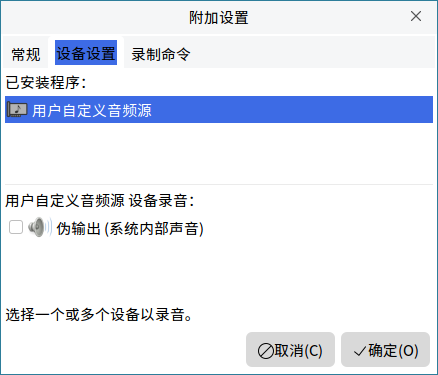 附加设置
常规 设备设置 录制命令
已安装程序：
用户自定义音频源
用户自定义音频源 设备录音：
伪输出 (系统内部声音)
选择一个或多个设备以录音。
取消(C) 确定(O)